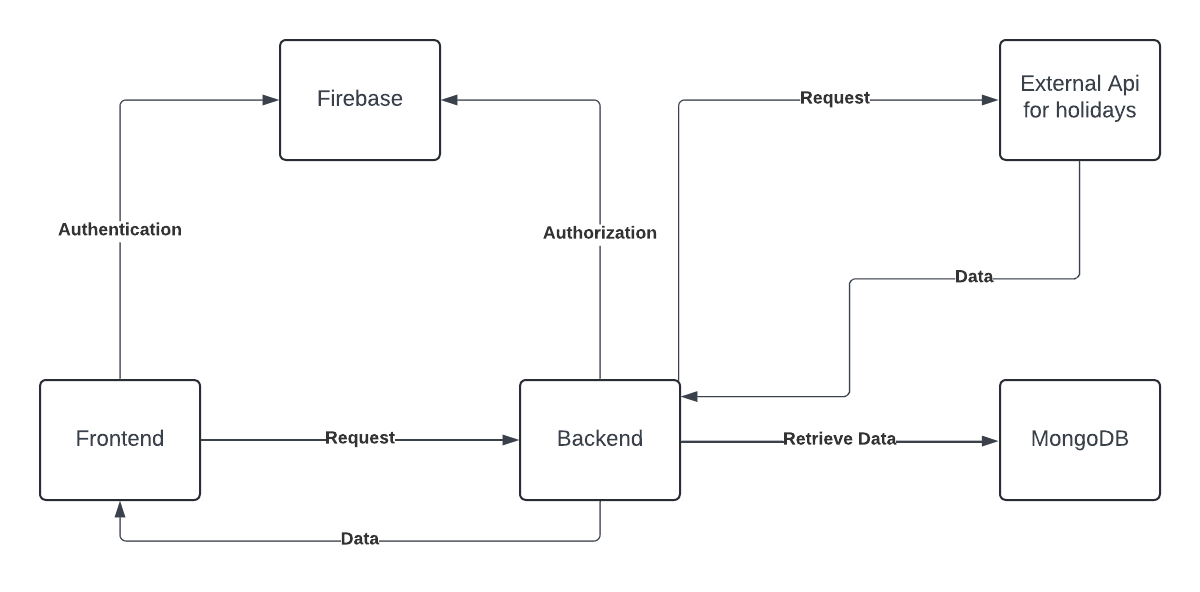 Firebase
External Api
for holidays
Request
Authentication
Authorization
Data
Frontend
Request
Backend
Retrieve Data
MongoDB
Data